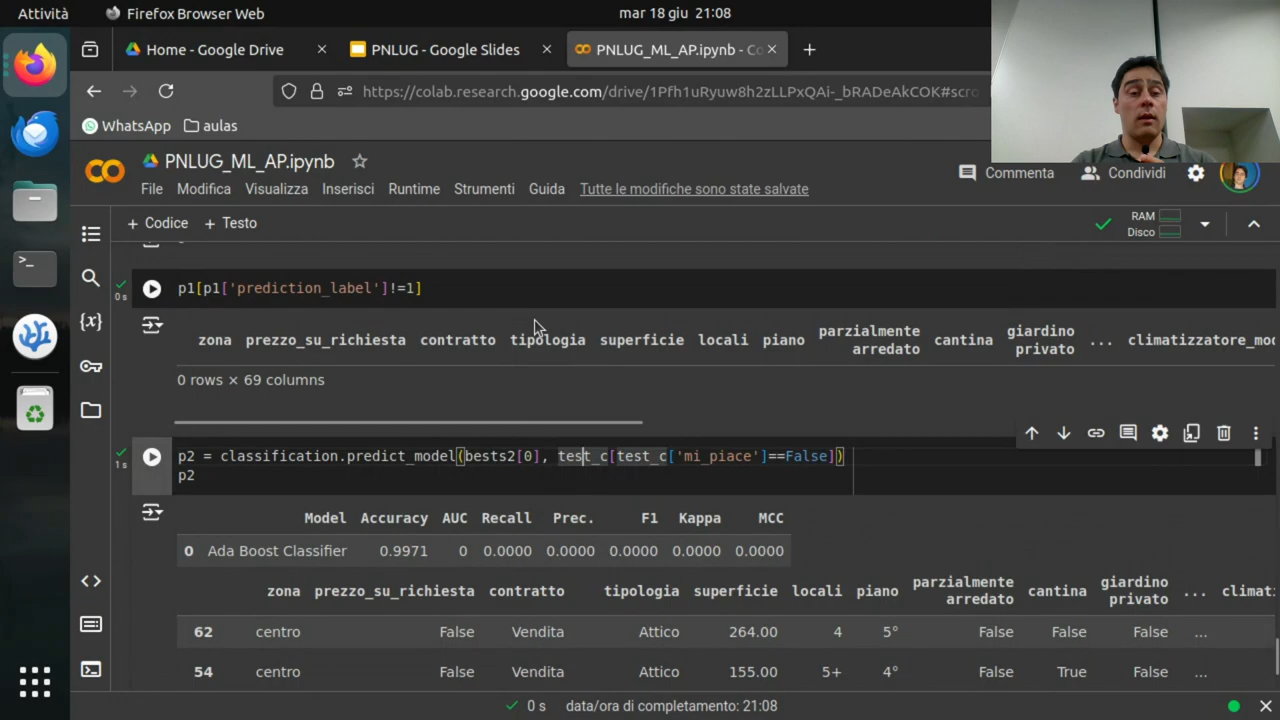 Attività
Firefox Browser Web
mar 18 giu 21:08
Home - Google Drive
PNLUG - Google Slides
PNLUG_ML_AP.ipynb - Co
https://colab.research.google.com/drive/1Pfh1uRyuw8h2zLLPxQAi-_bRADeAkCOK#scro
WhatsApp
aulas
PNLUG_ML_AP.ipynb
Commenta
Condividi
File Modifica Visualizza Inserisci Runtime Strumenti Guida Tutte le modifiche sono state salvate
+ Codice + Testo
RAM
Disco
p1[p1['prediction_label']!=1]
0 s
zona prezzo_su_richiesta contratto tipologia superficie locali piano parzialmente arredato cantina giardino privato ... climatizzatore_mod
0 rows × 69 columns
p2 = classification.predict_model(bests2[0], test_c[test_c['mi_piace']==False])
1s
p2
Model Accuracy AUC Recall Prec. F1 Kappa MCC
0 Ada Boost Classifier 0.9971 0 0.0000 0.0000 0.0000 0.0000 0.0000
zona prezzo_su_richiesta contratto tipologia superficie locali piano parzialmente arredato cantina giardino privato ... climati
62 centro False Vendita Attico 264.00 4 5° False False False ...
54 centro False Vendita Attico 155.00 5+ 4° False True False ...
0 s data/ora di completamento: 21:08